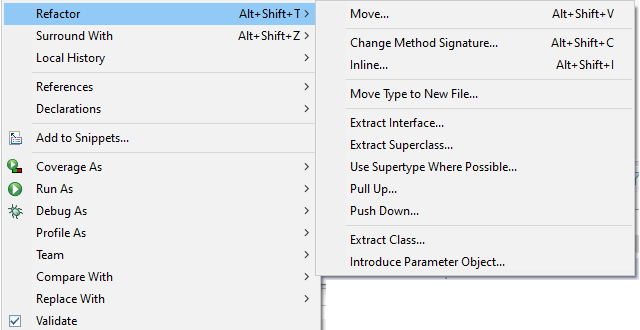 Refactor Alt+Shift+T >
Surround With Alt+Shift+Z >
Local History >
References >
Declarations >
Add to Snippets...
Coverage As >
Run As >
Debug As >
Profile As >
Team >
Compare With >
Replace With >
Validate
Move... Alt+Shift+V
Change Method Signature... Alt+Shift+C
Inline... Alt+Shift+I
Move Type to New File...
Extract Interface...
Extract Superclass...
Use Supertype Where Possible...
Pull Up...
Push Down...
Extract Class...
Introduce Parameter Object...